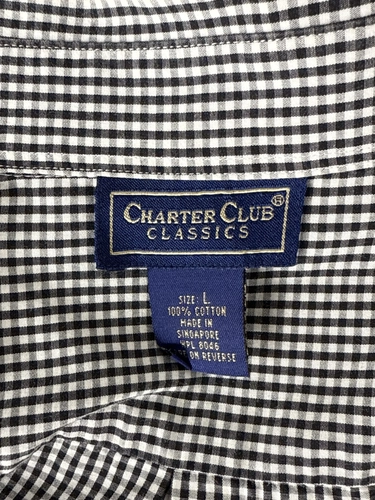 CHARTER CLUB®
CLASSICS
SIZE: L
100% COTTON
MADE IN
SINGAPORE
8046
ON REVERSE